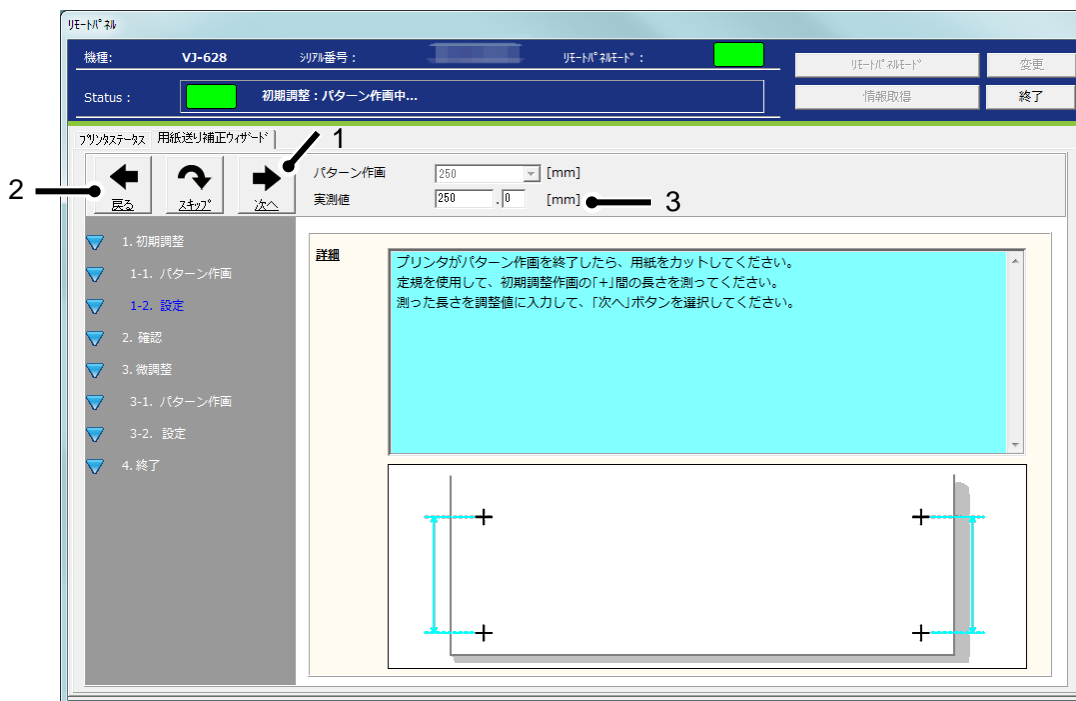 リモートパネル
機種: VJ-628 シリアル番号： リモートパネルモード：
リモートパネルモード 変更
Status： 初期調整：パターン作画中...
情報取得 終了
プリンタステータス 用紙送り補正ウィザード
1
2
戻る スキップ 次へ
パターン作画 250 [mm]
実測値 250 .0 [mm]
3
1. 初期調整
1-1. パターン作画
1-2. 設定
2. 確認
3. 微調整
3-1. パターン作画
3-2. 設定
4. 終了
詳細
プリンタがパターン作画を終了したら、用紙をカットしてください。
定規を使用して、初期調整作画の「+」間の長さを測ってください。
測った長さを調整値に入力して、「次へ」ボタンを選択してください。